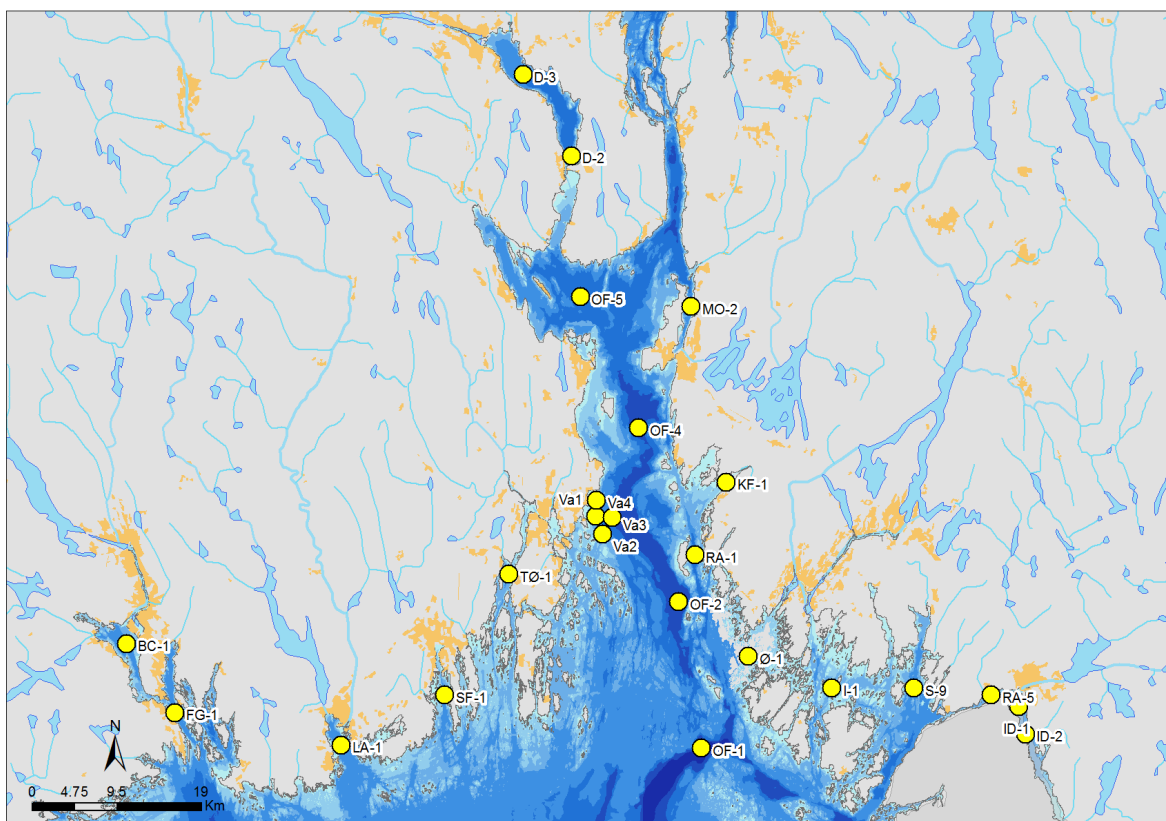 D-3
D-2
OF-5
MO-2
OF-4
KF-1
Va1
Va4
Va3
Va2
RA-1
TØ-1
OF-2
BC-1
Ø-1
I-1
S-9
RA-5
SF-1
FG-1
ID-1
ID-2
LA-1
OF-1
N
0 4.75 9.5 19
Km